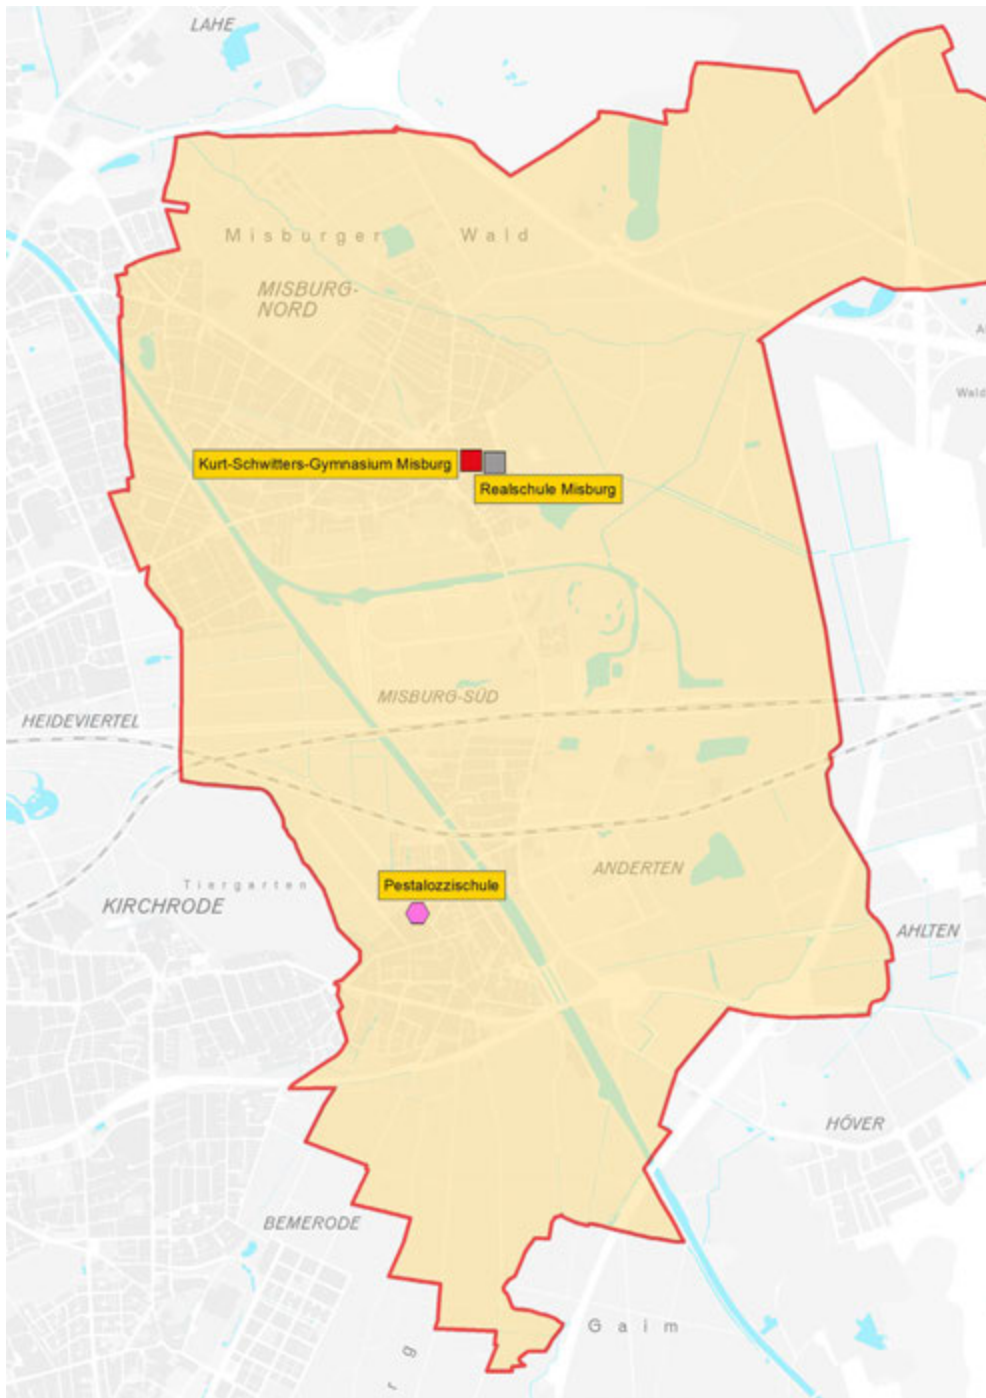 LAHE
Misburger Wald
MISBURG-
NORD
A
Wald
Kurt-Schwitters-Gymnasium Misburg
Realschule Misburg
MISBURG-SÜD
HEIDEVIERTEL
ANDERTEN
Pestalozzischule
Tiergarten
KIRCHRODE
AHLTEN
HÖVER
BEMERODE
Gaim
g
r